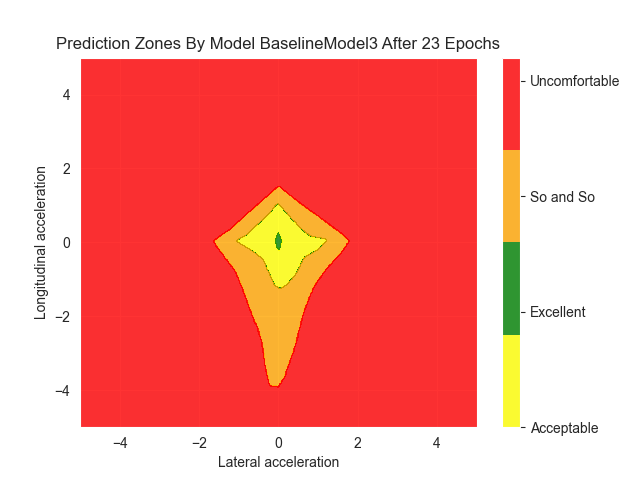 Prediction Zones By Model BaselineModel3 After 23 Epochs
Longitudinal acceleration
4
2
0
−2
−4
−4
−2
0
2
4
Lateral acceleration
Uncomfortable
So and So
Excellent
Acceptable